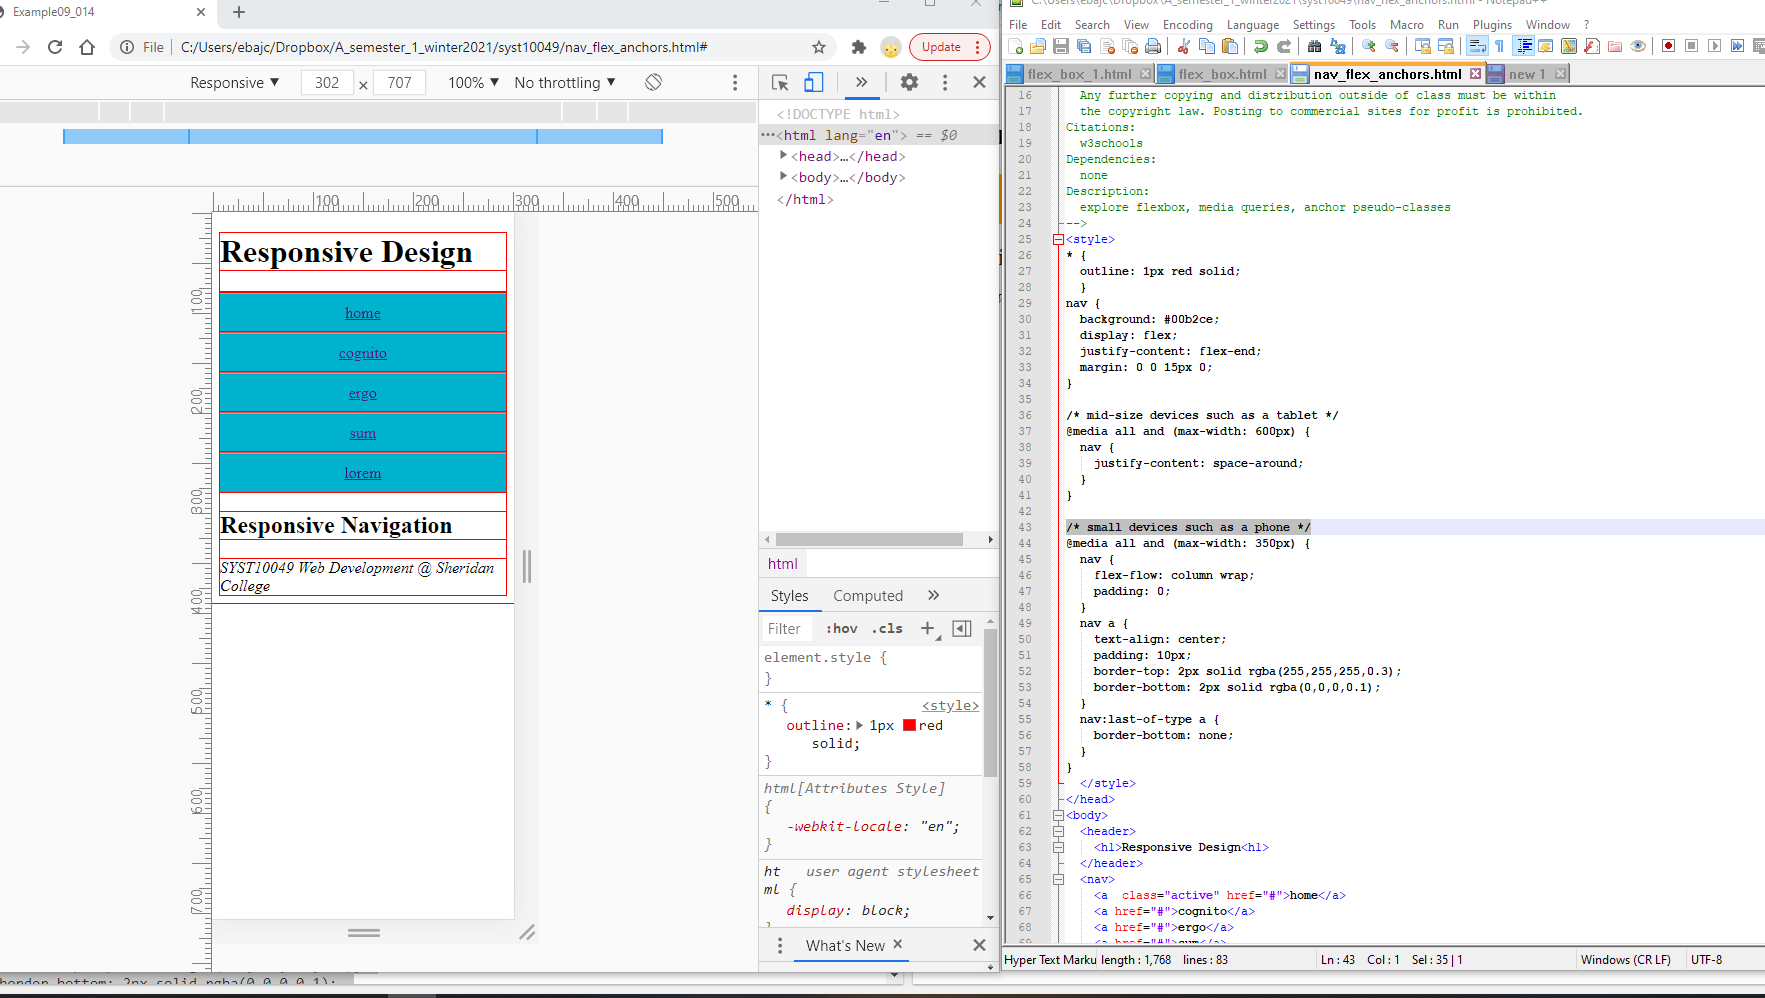 Example09_014
File C:/Users/ebajc/Dropbox/A_semester_1_winter2021/syst10049/nav_flex_anchors.html#
Update
Responsive 302 × 707 100% No throttling
100 200 300 400 500
100
200
300
400
500
600
700
Responsive Design
home
cognito
ergo
sum
lorem
Responsive Navigation
SYST10049 Web Development @ Sheridan
College
<!DOCTYPE html>
···<html lang="en"> == $0
<head>…</head>
<body>…</body>
</html>
html
Styles Computed »
Filter :hov .cls +
element.style {
}
* { <style>
outline: 1px red
solid;
}
html[Attributes Style]
{
-webkit-locale: "en";
}
ht user agent stylesheet
ml {
display: block;
What's New
border-bottom: 2px solid rgba(0,0,0,0.1);
C:\Users\ebajc\Dropbox\A_semester_1_winter2021\syst10049\nav_flex_anchors.html - Notepad++
File Edit Search View Encoding Language Settings Tools Macro Run Plugins Window ?
flex_box_1.html flex_box.html nav_flex_anchors.html new 1
16 Any further copying and distribution outside of class must be within
17 the copyright law. Posting to commercial sites for profit is prohibited.
18 Citations:
19 w3schools
20 Dependencies:
21 none
22 Description:
23 explore flexbox, media queries, anchor pseudo-classes
24 -->
25 <style>
26 * {
27 outline: 1px red solid;
28 }
29 nav {
30 background: #00b2ce;
31 display: flex;
32 justify-content: flex-end;
33 margin: 0 0 15px 0;
34 }
35
36 /* mid-size devices such as a tablet */
37 @media all and (max-width: 600px) {
38 nav {
39 justify-content: space-around;
40 }
41 }
42
43 /* small devices such as a phone */
44 @media all and (max-width: 350px) {
45 nav {
46 flex-flow: column wrap;
47 padding: 0;
48 }
49 nav a {
50 text-align: center;
51 padding: 10px;
52 border-top: 2px solid rgba(255,255,255,0.3);
53 border-bottom: 2px solid rgba(0,0,0,0.1);
54 }
55 nav:last-of-type a {
56 border-bottom: none;
57 }
58 }
59 </style>
60 </head>
61 <body>
62 <header>
63 <h1>Responsive Design<h1>
64 </header>
65 <nav>
66 <a class="active" href="#">home</a>
67 <a href="#">cognito</a>
68 <a href="#">ergo</a>
69 <a href="#">sum</a>
Hyper Text Marku length : 1,768 lines : 83 Ln : 43 Col : 1 Sel : 35 | 1 Windows (CR LF) UTF-8